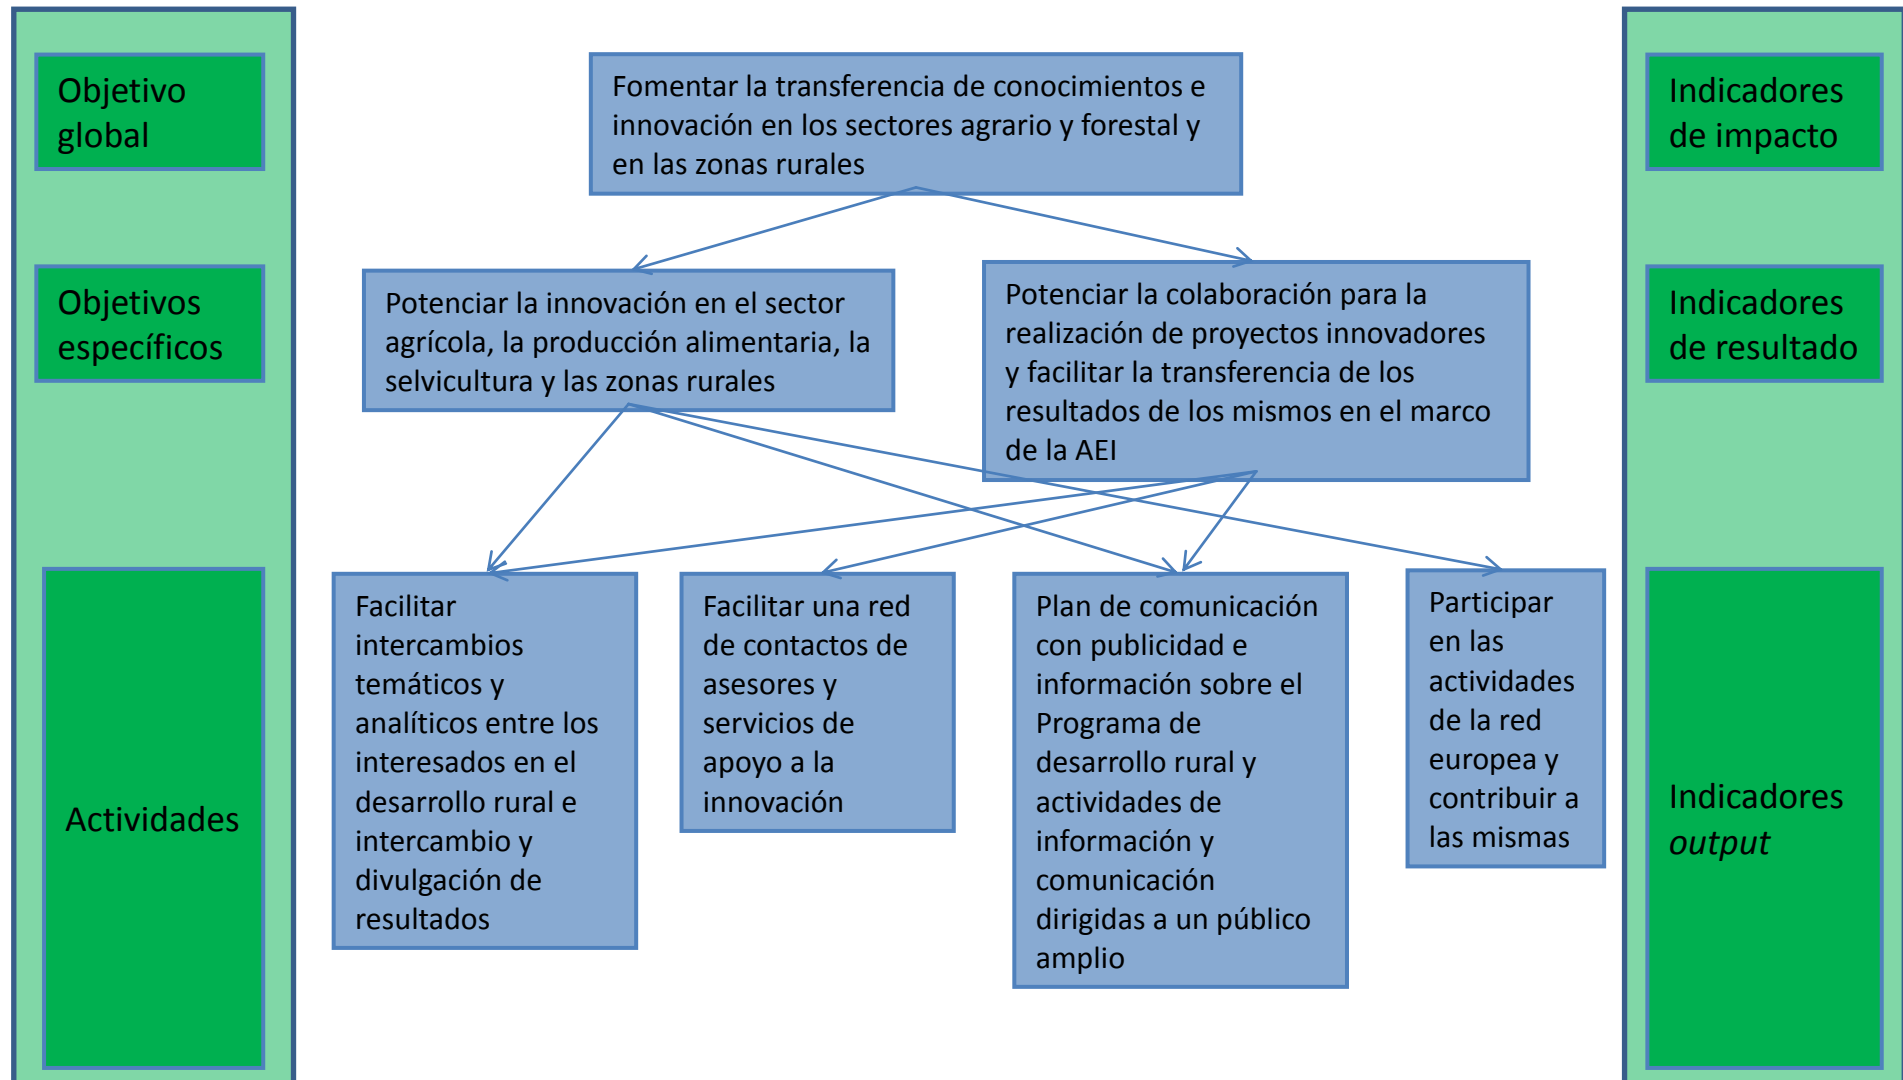 Objetivo
global
Fomentar la transferencia de conocimientos e
innovación en los sectores agrario y forestal y
en las zonas rurales
Indicadores
de impacto
Objetivos
específicos
Potenciar la innovación en el sector
agrícola, la producción alimentaria, la
selvicultura y las zonas rurales
Potenciar la colaboración para la
realización de proyectos innovadores
y facilitar la transferencia de los
resultados de los mismos en el marco
de la AEI
Indicadores
de resultado
Actividades
Facilitar
intercambios
temáticos y
analíticos entre los
interesados en el
desarrollo rural e
intercambio y
divulgación de
resultados
Facilitar una red
de contactos de
asesores y
servicios de
apoyo a la
innovación
Plan de comunicación
con publicidad e
información sobre el
Programa de
desarrollo rural y
actividades de
información y
comunicación
dirigidas a un público
amplio
Participar
en las
actividades
de la red
europea y
contribuir a
las mismas
Indicadores
output